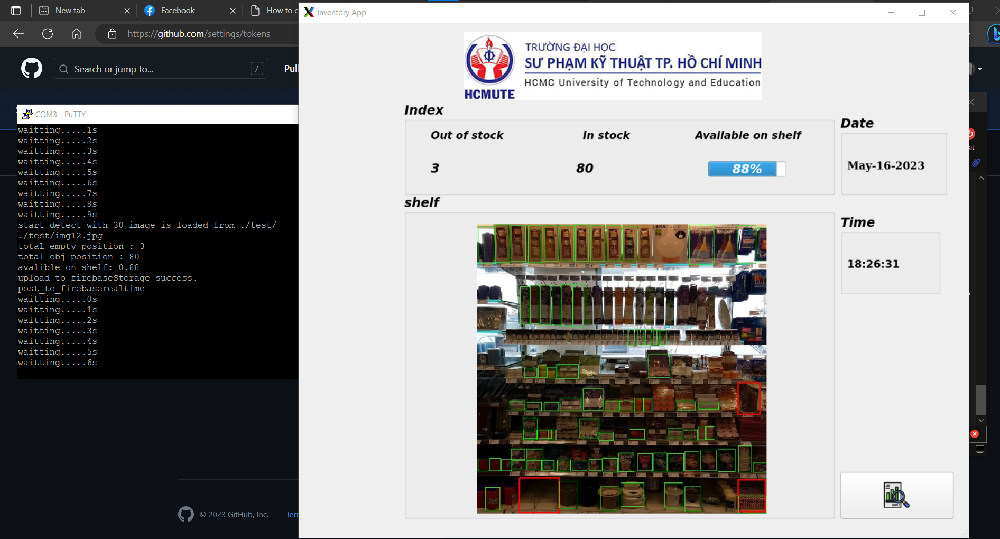 New tab
Facebook
How to c
https://github.com/settings/tokens
Search or jump to...
/
Pull
COM3 - PuTTY
waitting.....1s
waitting.....2s
waitting.....3s
waitting.....4s
waitting.....5s
waitting.....6s
waitting.....7s
waitting.....8s
waitting.....9s
start detect with 30 image is loaded from ./test/
./test/img12.jpg
total empty position : 3
total obj position : 80
avalible on shelf: 0.88
upload_to_firebaseStorage success.
post_to_firebaserealtime
waitting.....0s
waitting.....1s
waitting.....2s
waitting.....3s
waitting.....4s
waitting.....5s
waitting.....6s
© 2023 GitHub, Inc.
Terr
Inventory App
TRƯỜNG ĐẠI HỌC
SƯ PHẠM KỸ THUẬT TP. HỒ CHÍ MINH
HCMC University of Technology and Education
HCMUTE
Index
Out of stock
In stock
Available on shelf
3
80
88%
Date
May-16-2023
shelf
SPA
Time
18:26:31
xit